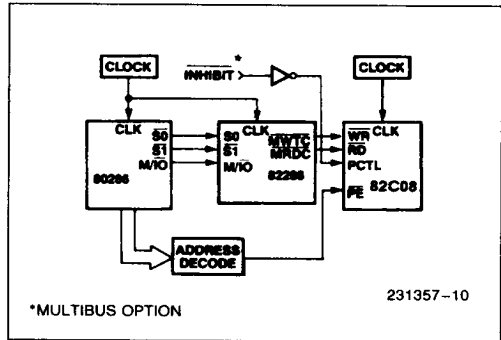 CLOCK
INHIBIT*
CLOCK
CLK
S0
S1
M/IO
80286
S0
S1
M/IO
CLK
MWTC
MRDC
82288
CLK
WR
RD
PCTL
PE
82C08
ADDRESS
DECODE
*MULTIBUS OPTION
231357-10